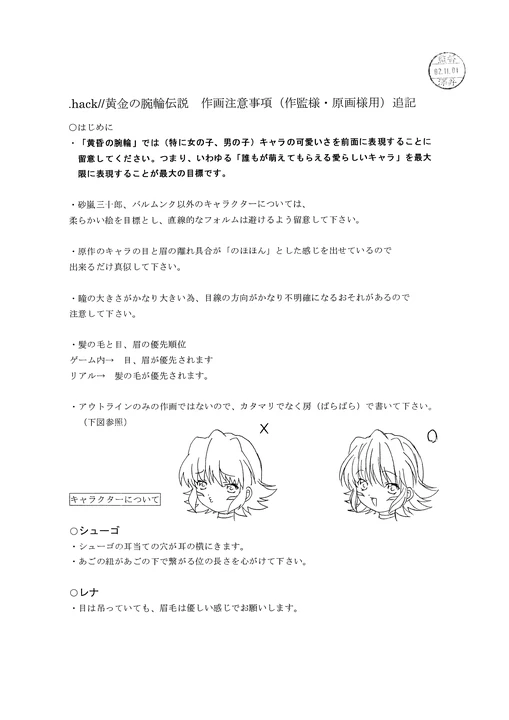 02.11.01
.hack//黄金の腕輪伝説　作画注意事項（作監様・原画様用）追記
○はじめに
・「黄昏の腕輪」では（特に女の子、男の子）キャラの可愛いさを前面に表現することに
留意してください。つまり、いわゆる「誰もが萌えてもらえる愛らしいキャラ」を最大
限に表現することが最大の目標です。
・砂嵐三十郎、バルムンク以外のキャラクターについては、
柔らかい絵を目標とし、直線的なフォルムは避けるよう留意して下さい。
・原作のキャラの目と眉の離れ具合が「のほほん」とした感じを出せているので
出来るだけ真似して下さい。
・瞳の大きさがかなり大きい為、目線の方向がかなり不明確になるおそれがあるので
注意して下さい。
・髪の毛と目、眉の優先順位
ゲーム内→　目、眉が優先されます
リアル→　髪の毛が優先されます。
・アウトラインのみの作画ではないので、カタマリでなく房（ばらばら）で書いて下さい。
（下図参照）
×
○
キャラクターについて
○シューゴ
・シューゴの耳当ての穴が耳の横にきます。
・あごの紐があごの下で繋がる位の長さを心がけて下さい。
○レナ
・目は吊っていても、眉毛は優しい感じでお願いします。